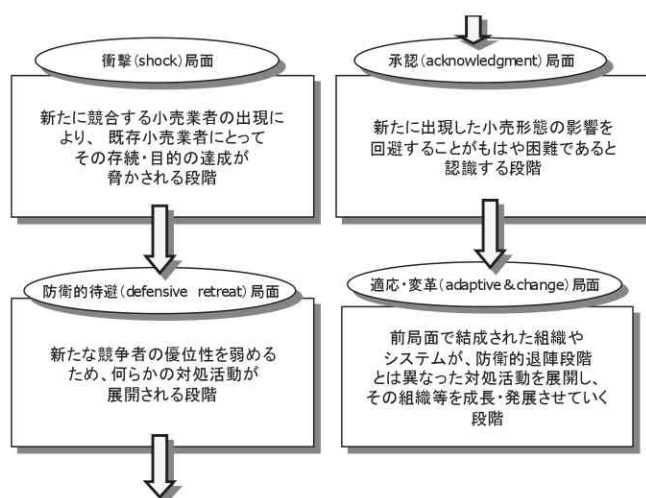 衝撃(shock)局面
新たに競合する小売業者の出現に
より、 既存小売業者にとって
その存続・目的の達成が
脅かされる段階
防衛的待避(defensive retreat)局面
新たな競争者の優位性を弱める
ため、何らかの対処活動が
展開される段階
承認(acknowledgment)局面
新たに出現した小売形態の影響を
回避することがもはや困難であると
認識する段階
適応・変革(adaptive&change)局面
前局面で結成された組織や
システムが、防衛的退陣段階
とは異なった対処活動を展開し、
その組織等を成長・発展させていく
段階